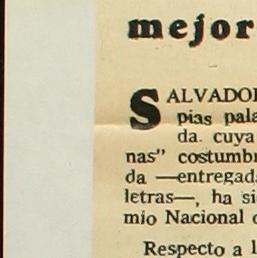 mejor
SALVADOR
pias pala
da. cuya
nas” costumbr
da —entregada
letras—, ha si
mio Nacional d
Respecto a l